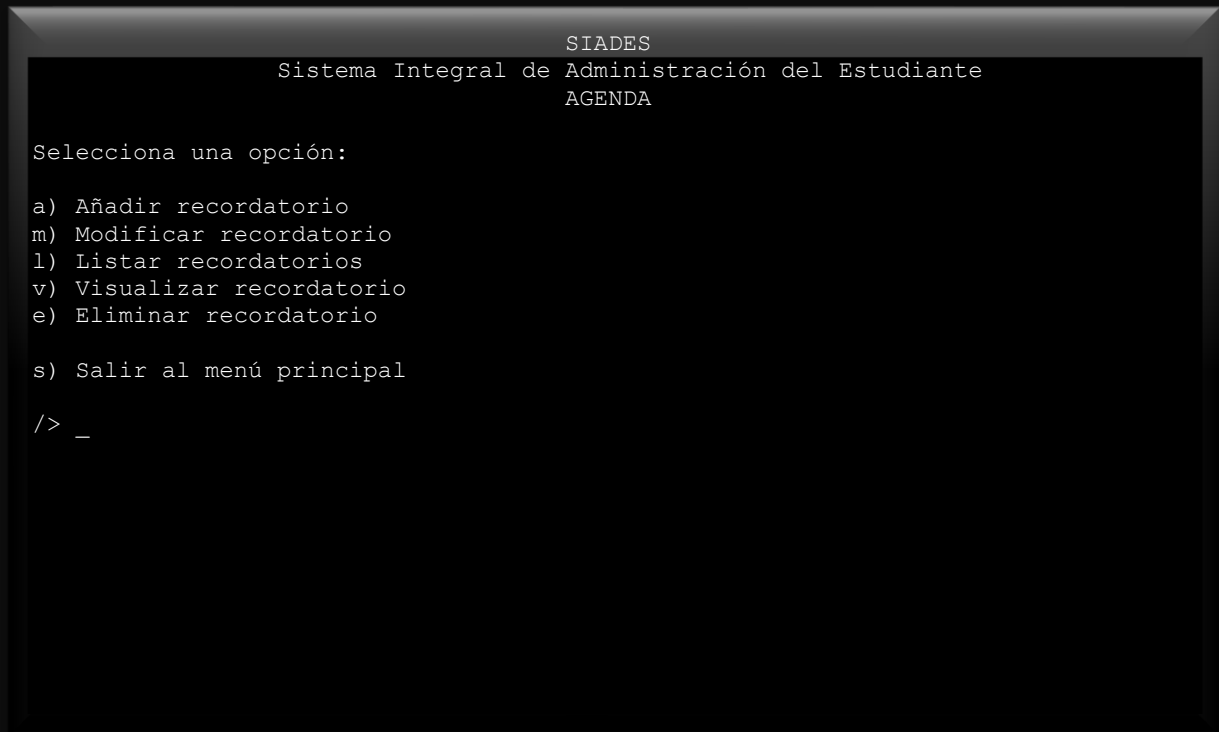 SIADES
Sistema Integral de Administración del Estudiante
AGENDA
Selecciona una opción:
a) Añadir recordatorio
m) Modificar recordatorio
l) Listar recordatorios
v) Visualizar recordatorio
e) Eliminar recordatorio
s) Salir al menú principal
/> _